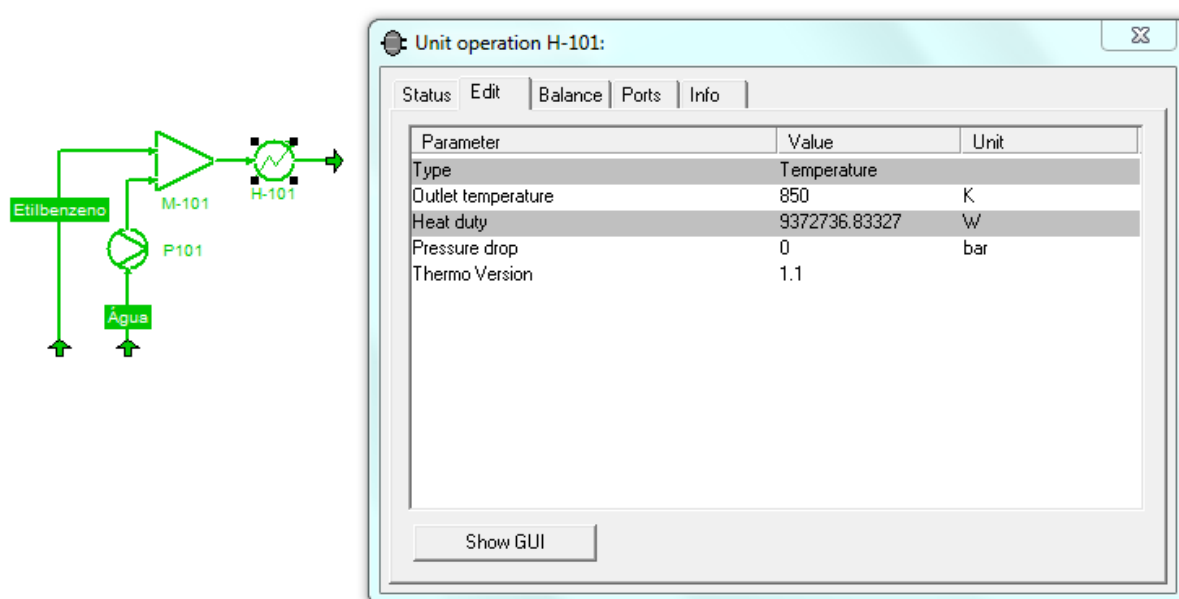 Etilbenzeno
M-101
H-101
P101
Água
Unit operation H-101:
Status Edit Balance Ports Info
Parameter Value Unit
Type Temperature
Outlet temperature 850 K
Heat duty 9372736.83327 W
Pressure drop 0 bar
Thermo Version 1.1
Show GUI